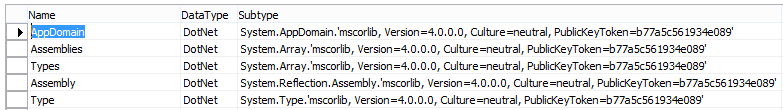 Name DataType Subtype
AppDomain DotNet System.AppDomain.'mscorlib, Version=4.0.0.0, Culture=neutral, PublicKeyToken=b77a5c561934e089'
Assemblies DotNet System.Array.'mscorlib, Version=4.0.0.0, Culture=neutral, PublicKeyToken=b77a5c561934e089'
Types DotNet System.Array.'mscorlib, Version=4.0.0.0, Culture=neutral, PublicKeyToken=b77a5c561934e089'
Assembly DotNet System.Reflection.Assembly.'mscorlib, Version=4.0.0.0, Culture=neutral, PublicKeyToken=b77a5c561934e089'
Type DotNet System.Type.'mscorlib, Version=4.0.0.0, Culture=neutral, PublicKeyToken=b77a5c561934e089'